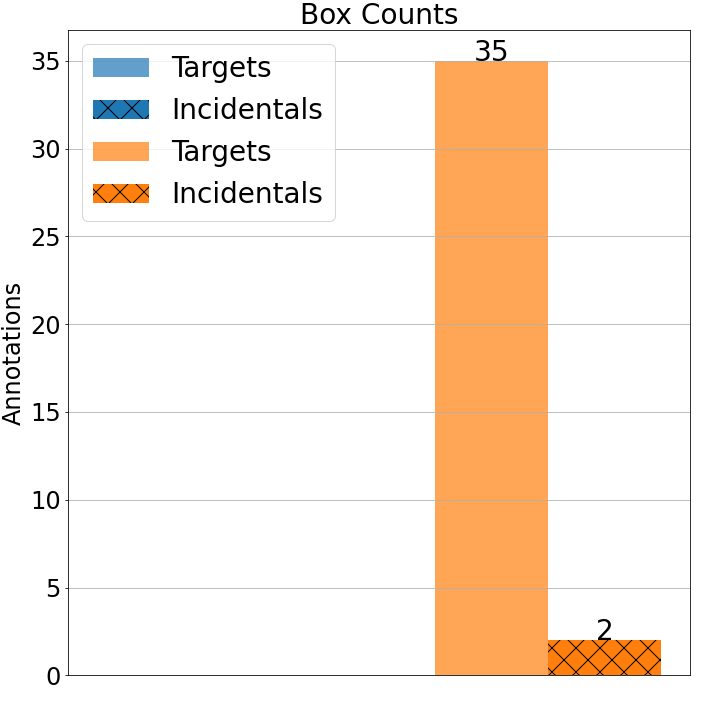 Box Counts
Annotations
35
30
25
20
15
10
5
0
Targets
Incidentals
Targets
Incidentals
35
2